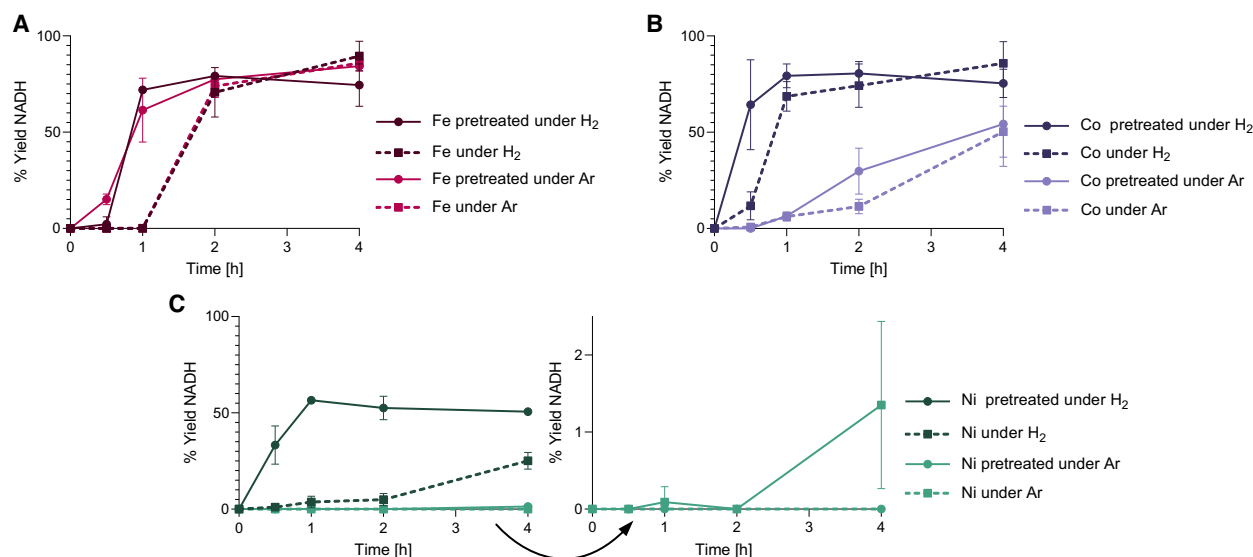 A
% Yield NADH
100
50
0
0 1 2 3 4
Time [h]
Fe pretreated under H₂
Fe under H₂
Fe pretreated under Ar
Fe under Ar
B
% Yield NADH
100
50
0
0 1 2 3 4
Time [h]
Co pretreated under H₂
Co under H₂
Co pretreated under Ar
Co under Ar
C
% Yield NADH
100
50
0
0 1 2 3 4
Time [h]
% Yield NADH
2
1
0
0 1 2 3 4
Time [h]
Ni pretreated under H₂
Ni under H₂
Ni pretreated under Ar
Ni under Ar